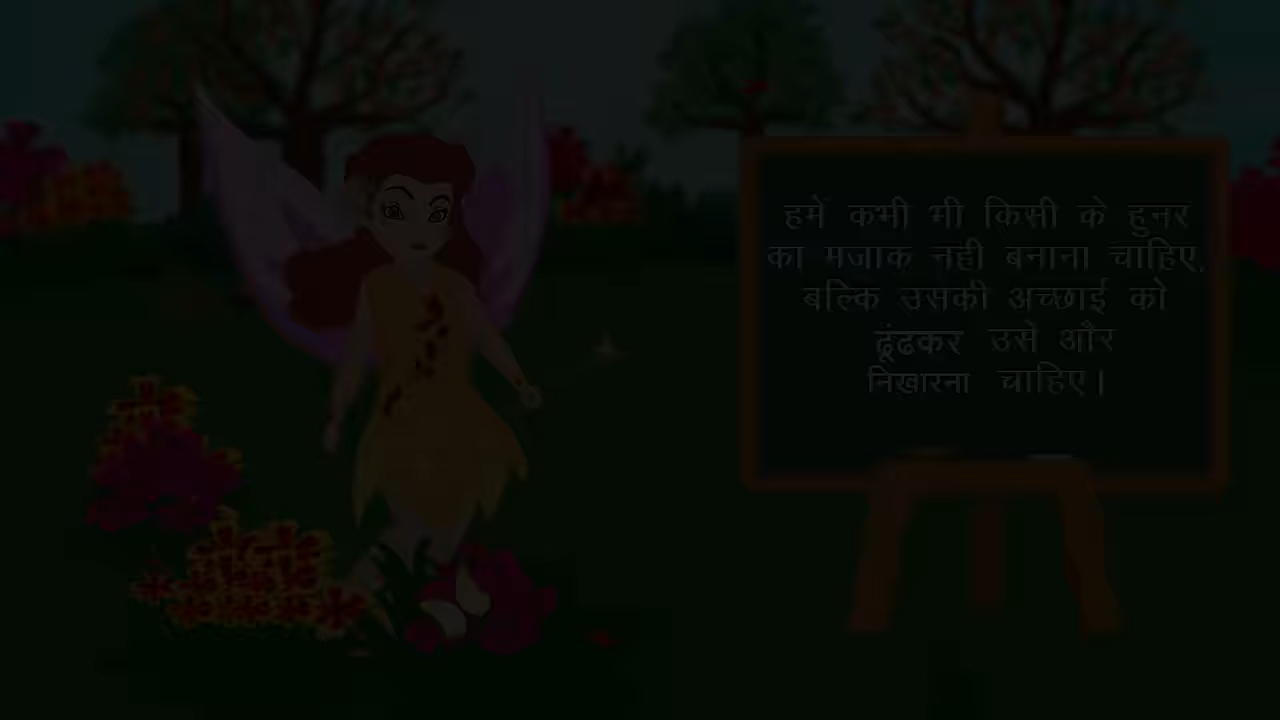 हमें कभी भी किसी के हुनर
का मजाक नही बनाना चाहिए,
बल्कि उसकी अच्छाई को
ढूंढकर उसे और
निखारना चाहिए।